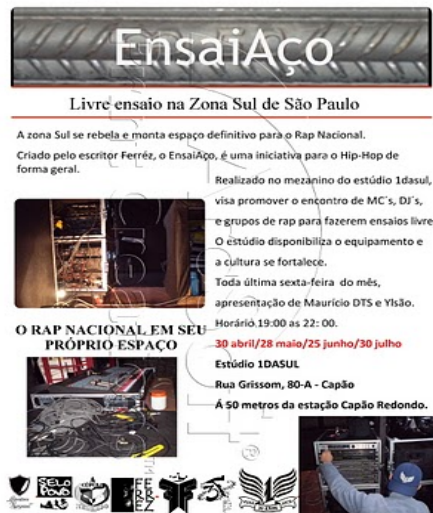 EnsaiAço
Livre ensaio na Zona Sul de São Paulo
A zona Sul se rebela e monta espaço definitivo para o Rap Nacional.
Criado pelo escritor Ferréz, o EnsaiAço, é uma iniciativa para o Hip-Hop de
forma geral.
Realizado no mezanino do estúdio 1dasul,
visa promover o encontro de MC´s, DJ´s,
e grupos de rap para fazerem ensaios livre
O estúdio disponibiliza o equipamento e
a cultura se fortalece.
Toda última sexta-feira do mês,
apresentação de Maurício DTS e Ylsão.
Horário 19:00 as 22: 00.
O RAP NACIONAL EM SEU
PRÓPRIO ESPAÇO
30 abril/28 maio/25 junho/30 julho
Estúdio 1DASUL
Rua Grissom, 80-A - Capão
Á 50 metros da estação Capão Redondo.
SELO
POVO
FER
RÉZ